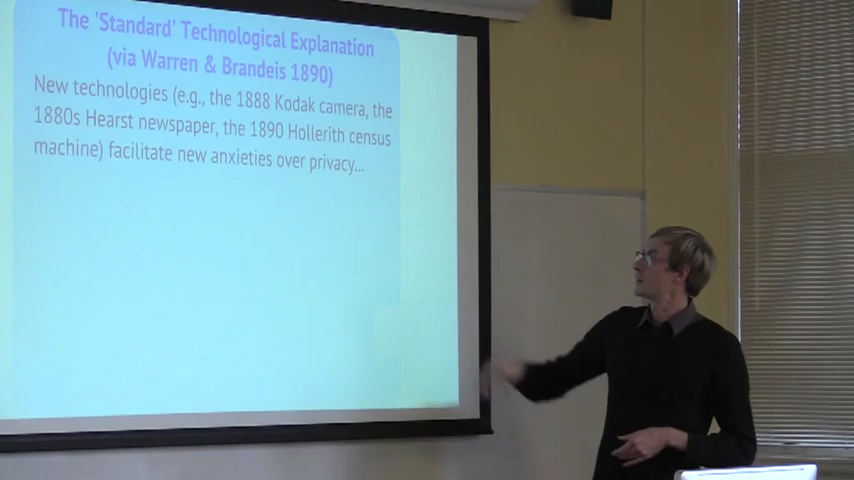 The 'Standard' Technological Explanation
(via Warren & Brandeis 1890)
New technologies (e.g., the 1888 Kodak camera, the
1880s Hearst newspaper, the 1890 Hollerith census
machine) facilitate new anxieties over privacy...